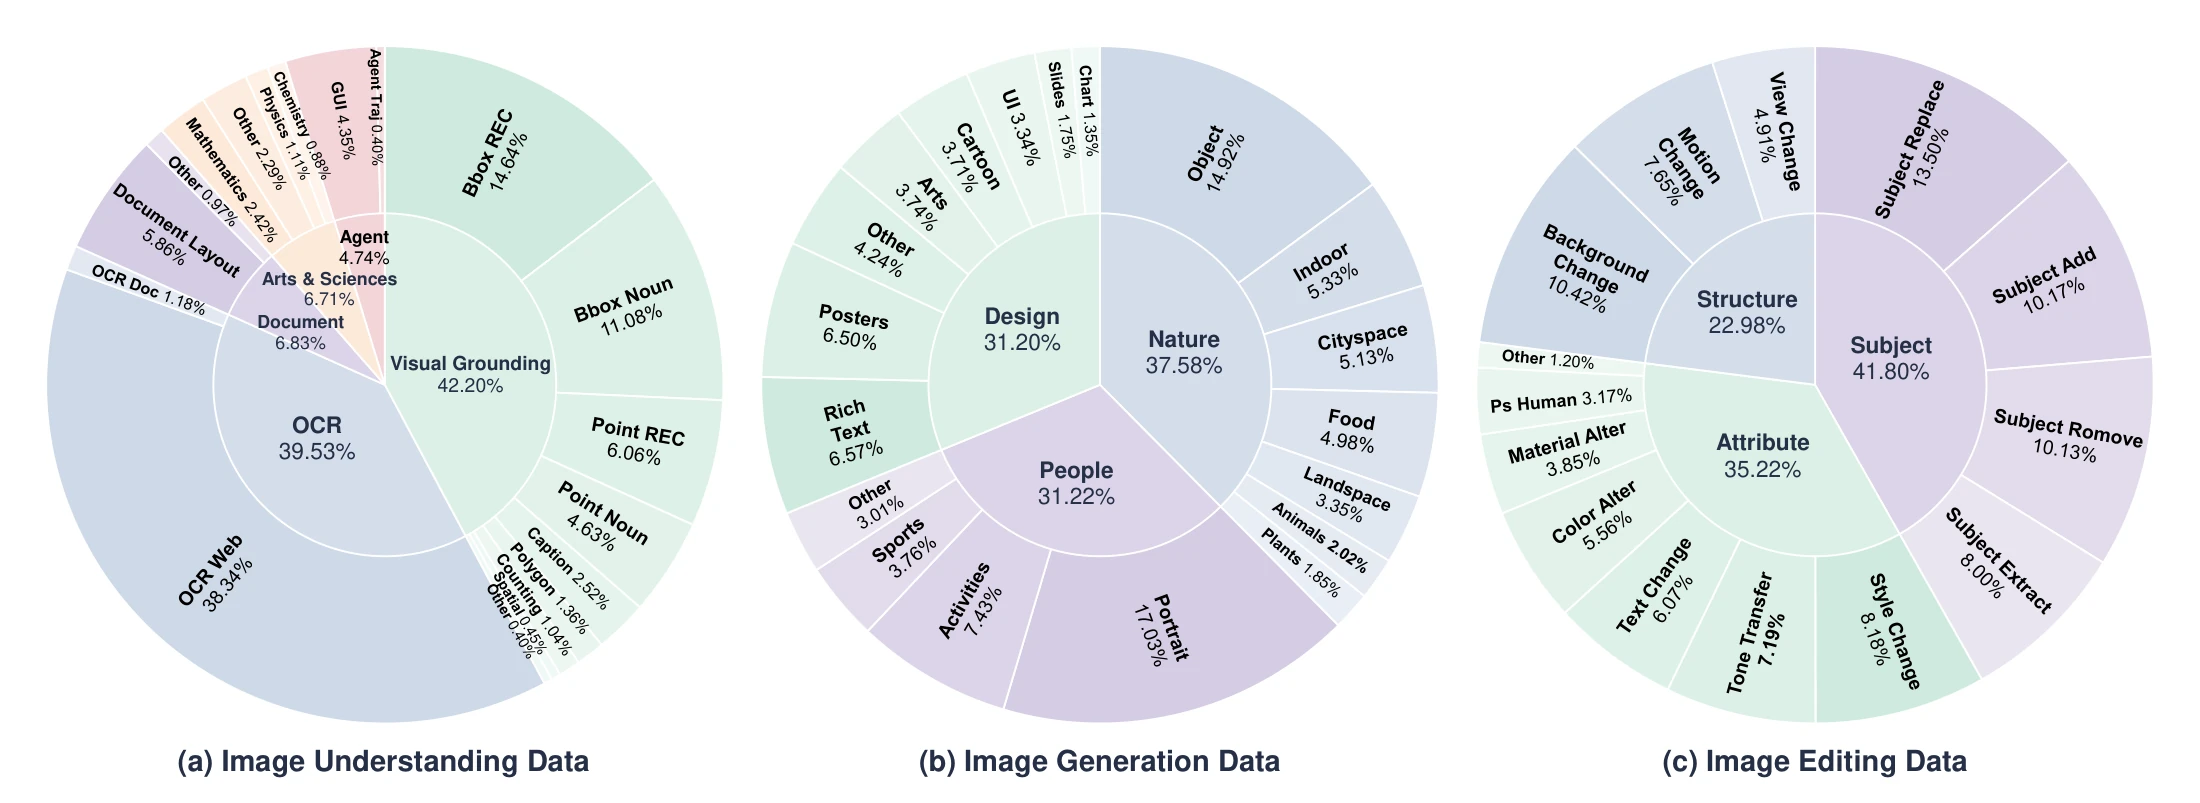 Bbox REC
14.64%
Bbox Noun
11.08%
Point REC
6.06%
Point Noun
4.63%
Caption 2.52%
Polygon 1.36%
Counting 1.04%
Spatial 0.45%
Other 0.40%
OCR Web
38.34%
OCR Doc 1.18%
Document Layout
5.86%
Other 0.97%
Mathematics 2.42%
Other 2.29%
Physics 1.11%
Chemistry 0.88%
GUI 4.35%
Agent Traj 0.40%
Agent
4.74%
Arts & Sciences
6.71%
Document
6.83%
Visual Grounding
42.20%
OCR
39.53%
(a) Image Understanding Data
Object
14.92%
Indoor
5.33%
Cityspace
5.13%
Food
4.98%
Landspace
3.35%
Animals 2.02%
Plants 1.85%
Portrait
17.03%
Activities
7.43%
Sports
3.76%
Other
3.01%
Rich
Text
6.57%
Posters
6.50%
Other
4.24%
Arts
3.74%
Cartoon
3.71%
UI 3.34%
Slides 1.75%
Chart 1.35%
Design
31.20%
Nature
37.58%
People
31.22%
(b) Image Generation Data
Subject Replace
13.50%
Subject Add
10.17%
Subject Romove
10.13%
Subject Extract
8.00%
Style Change
8.18%
Tone Transfer
7.19%
Text Change
6.07%
Color Alter
5.56%
Material Alter
3.85%
Ps Human 3.17%
Other 1.20%
Background
Change
10.42%
Motion
Change
7.65%
View Change
4.91%
Structure
22.98%
Subject
41.80%
Attribute
35.22%
(c) Image Editing Data